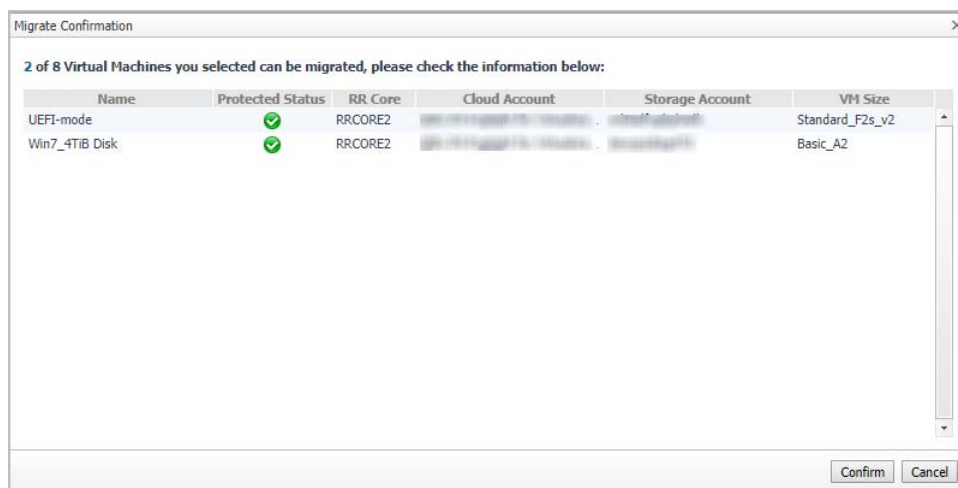 Migrate Confirmation
2 of 8 Virtual Machines you selected can be migrated, please check the information below:
Name Protected Status RR Core Cloud Account Storage Account VM Size
UEFI-mode RRCORE2 Standard_F2s_v2
Win7_4TiB Disk RRCORE2 Basic_A2
Confirm Cancel